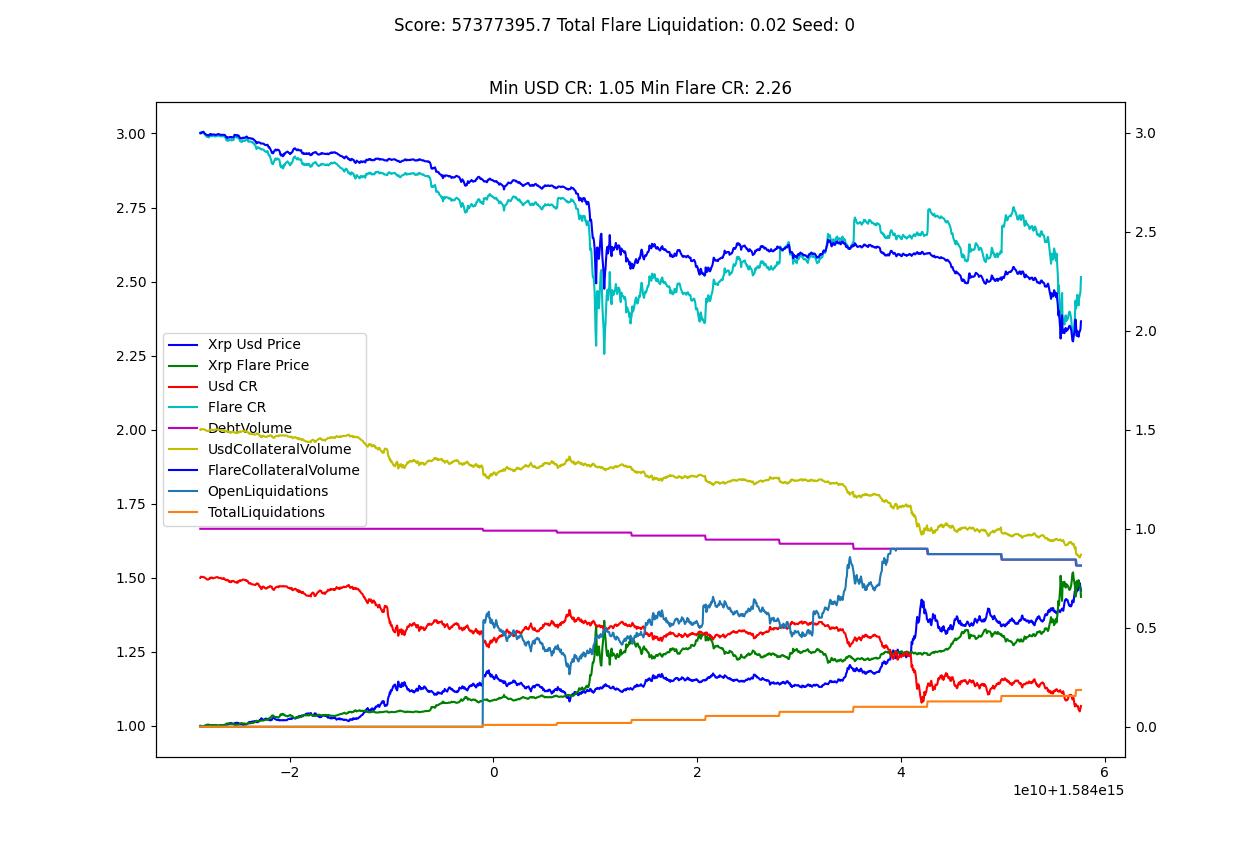 Score: 57377395.7 Total Flare Liquidation: 0.02 Seed: 0
Min USD CR: 1.05 Min Flare CR: 2.26
3.00
2.75
2.50
2.25
2.00
1.75
1.50
1.25
1.00
Xrp Usd Price
Xrp Flare Price
Usd CR
Flare CR
DebtVolume
UsdCollateralVolume
FlareCollateralVolume
OpenLiquidations
TotalLiquidations
3.0
2.5
2.0
1.5
1.0
0.5
0.0
−2
0
2
4
6
1e10+1.584e15